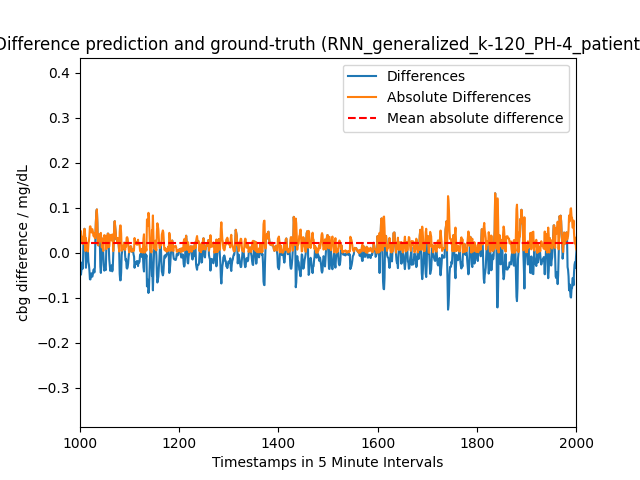 Difference prediction and ground-truth (RNN_generalized_k-120_PH-4_patient
Differences
Absolute Differences
Mean absolute difference
cbg difference / mg/dL
0.4
0.3
0.2
0.1
0.0
−0.1
−0.2
−0.3
1000 1200 1400 1600 1800 2000
Timestamps in 5 Minute Intervals